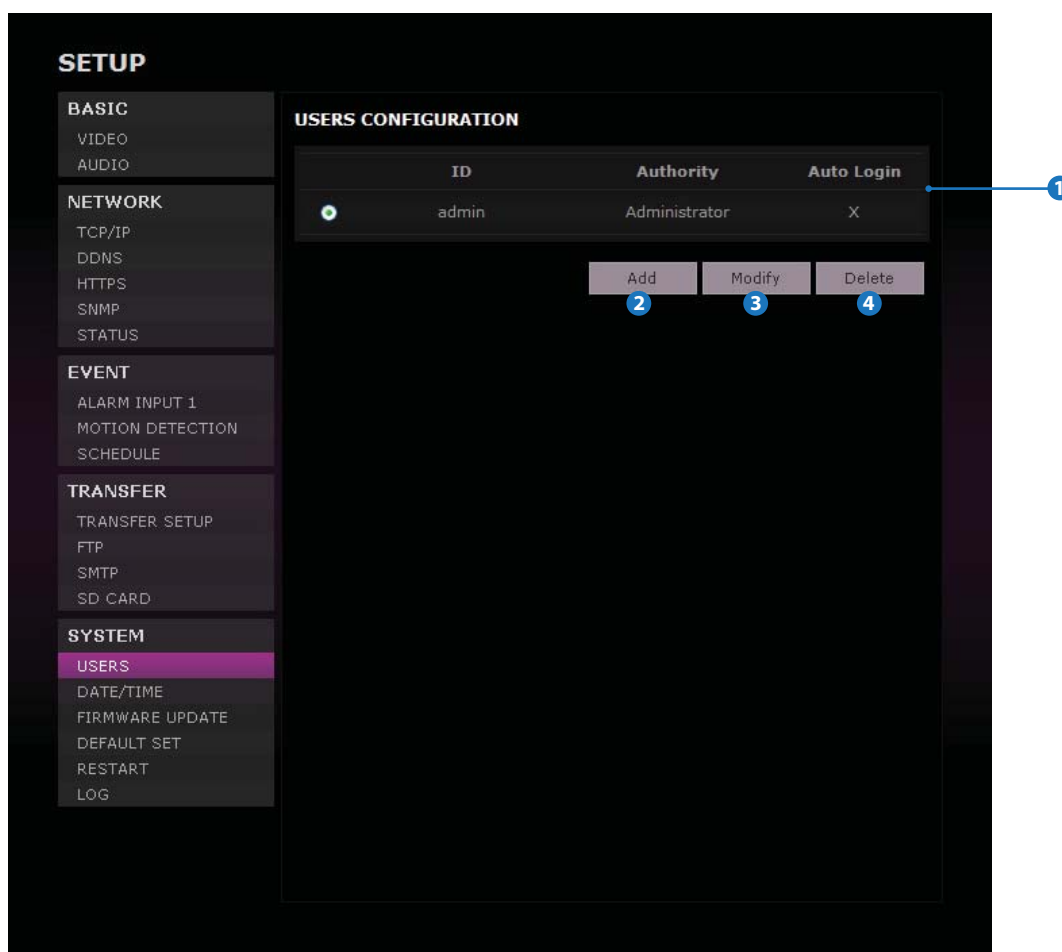 SETUP
BASIC
VIDEO
AUDIO
NETWORK
TCP/IP
DDNS
HTTPS
SNMP
STATUS
EVENT
ALARM INPUT 1
MOTION DETECTION
SCHEDULE
TRANSFER
TRANSFER SETUP
FTP
SMTP
SD CARD
SYSTEM
USERS
DATE/TIME
FIRMWARE UPDATE
DEFAULT SET
RESTART
LOG
USERS CONFIGURATION
ID Authority Auto Login
admin Administrator X
1
Add Modify Delete
2 3 4